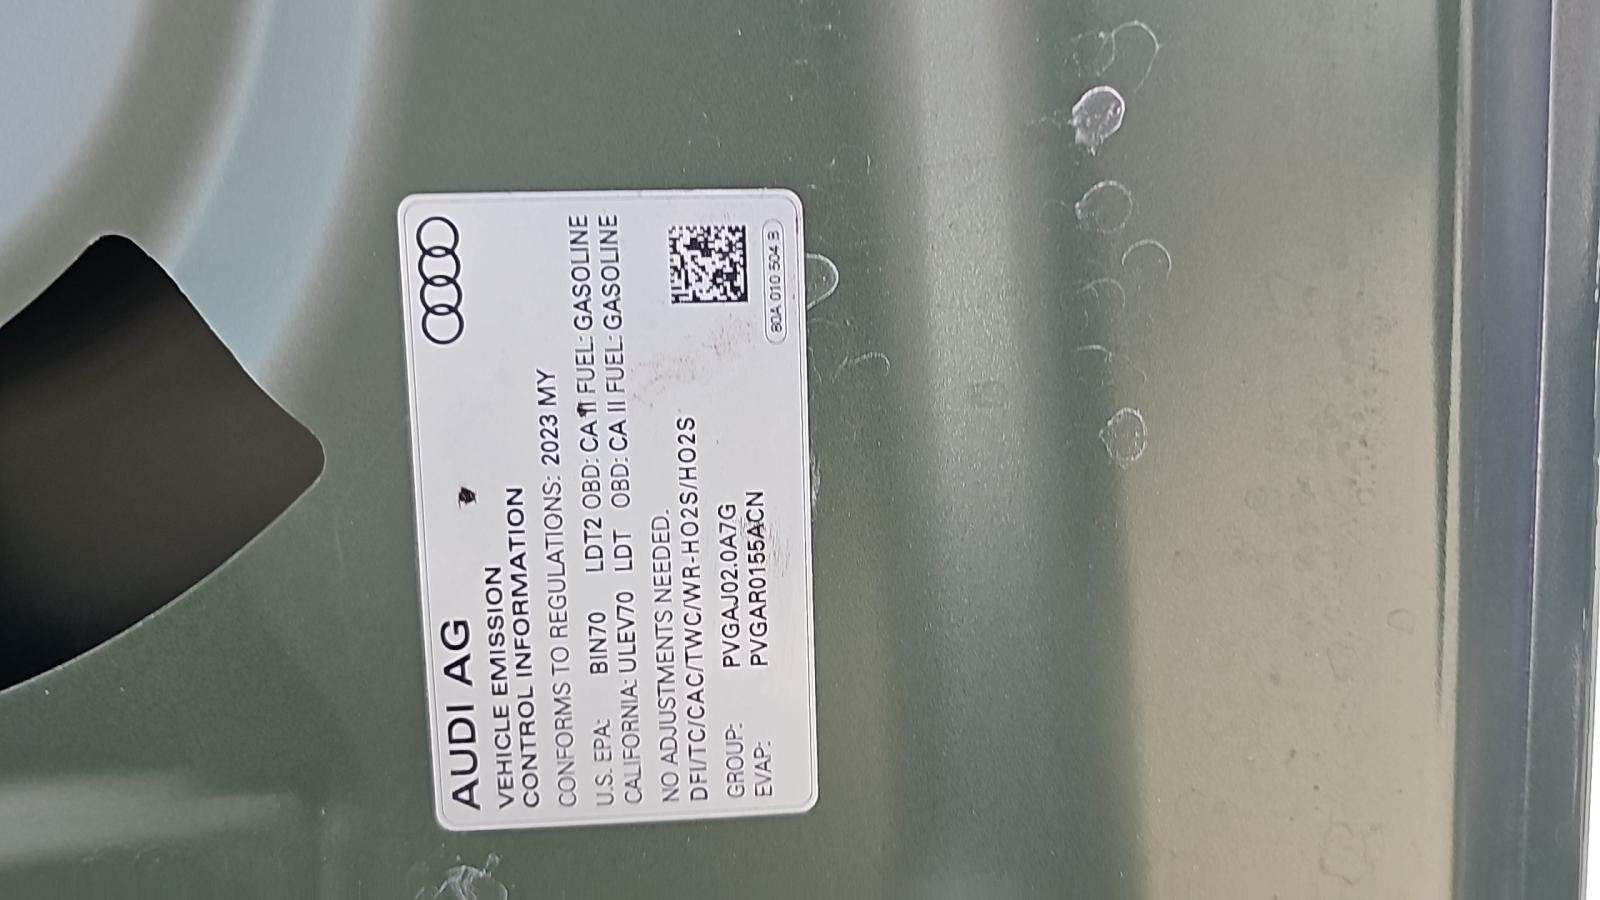 AUDI AG
VEHICLE EMISSION
CONTROL INFORMATION
CONFORMS TO REGULATIONS: 2023 MY
U.S. EPA: BIN70 LDT2 OBD: CA II FUEL: GASOLINE
CALIFORNIA: ULEV70 LDT OBD: CA II FUEL: GASOLINE
NO ADJUSTMENTS NEEDED.
DFI/TC/CAC/TWC/WR-HO2S/HO2S
GROUP: PVGAJ02.0A7G
EVAP: PVGAR0155ACN
80A 010 504 B